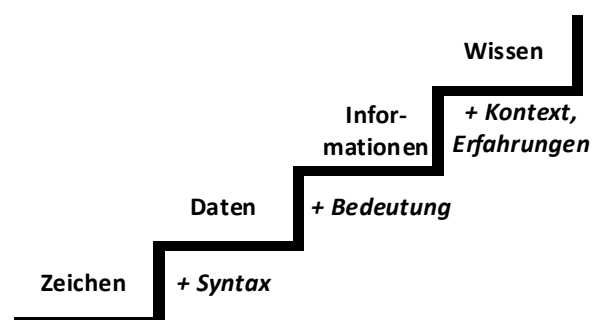 Wissen
Infor-
mationen
+ Kontext,
Erfahrungen
Daten
+ Bedeutung
Zeichen
+ Syntax